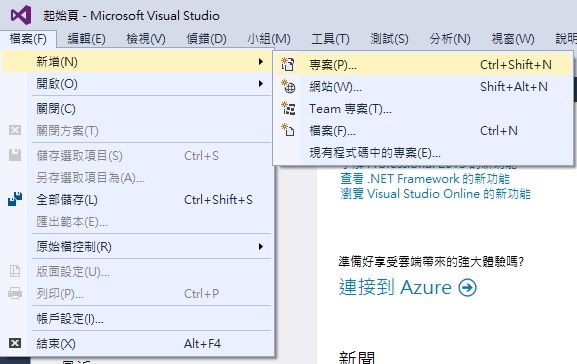 起始頁 - Microsoft Visual Studio
檔案(F) 編輯(E) 檢視(V) 偵錯(D) 小組(M) 工具(T) 測試(S) 分析(N) 視窗(W) 說明
新增(N)
開啟(O)
關閉(C)
關閉方案(T)
儲存選取項目(S) Ctrl+S
另存選取項目為(A)...
全部儲存(L) Ctrl+Shift+S
匯出範本(E)...
原始檔控制(R)
版面設定(U)...
列印(P)... Ctrl+P
帳戶設定(I)...
結束(X) Alt+F4
專案(P)... Ctrl+Shift+N
網站(W)... Shift+Alt+N
Team 專案(T)...
檔案(F)... Ctrl+N
現有程式碼中的專案(E)...
查看 .NET Framework 的新功能
瀏覽 Visual Studio Online 的新功能
準備好享受雲端帶來的強大體驗嗎?
連接到 Azure
新聞